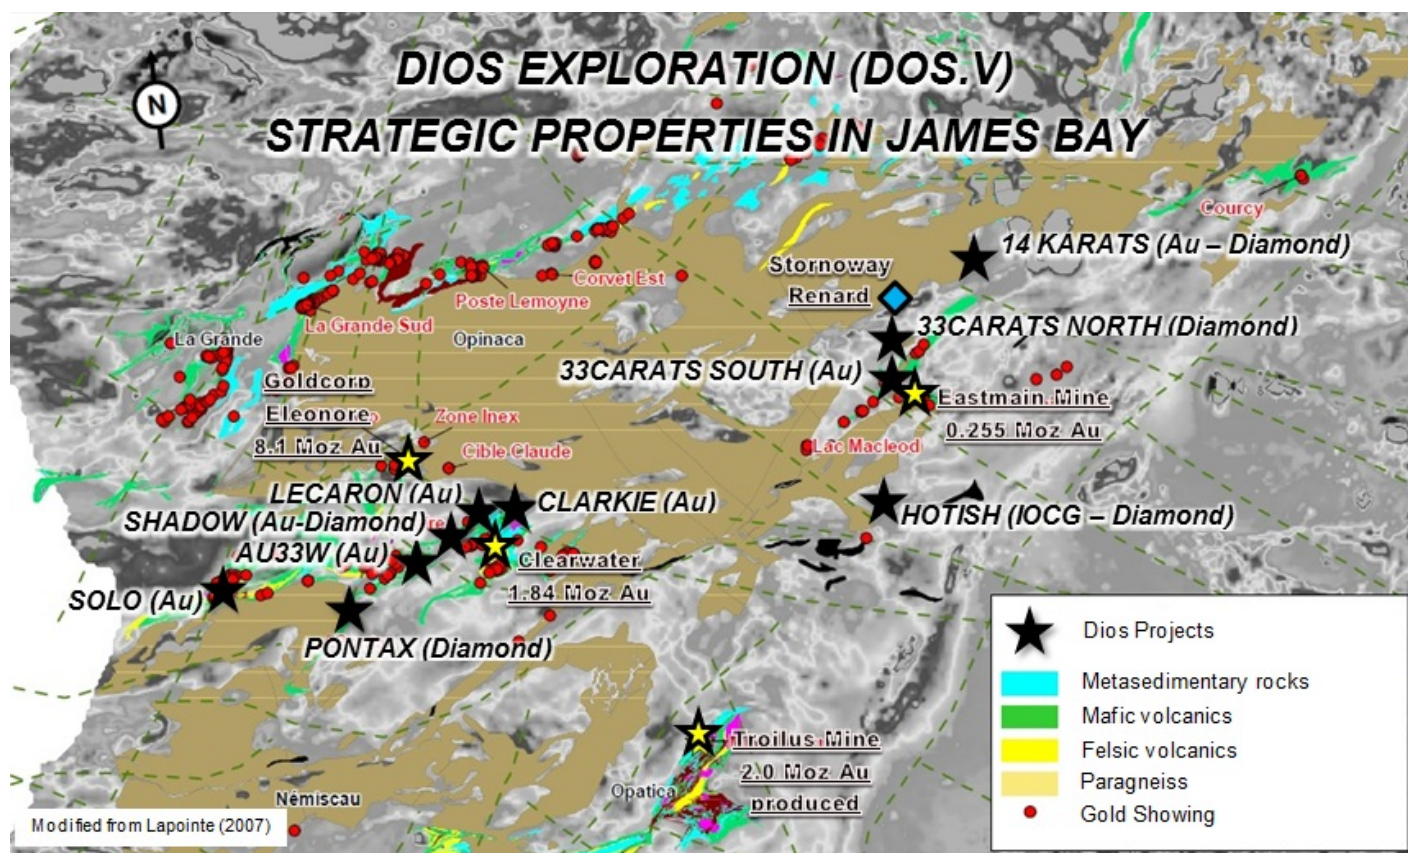 DIOS EXPLORATION (DOS.V)
STRATEGIC PROPERTIES IN JAMES BAY
N
Courcy
14 KARATS (Au – Diamond)
Stornoway
Renard
Corvet Est
Poste Lemoyne
La Grande Sud
La Grande
Opinaca
33CARATS NORTH (Diamond)
33CARATS SOUTH (Au)
Goldcorp
Eleonore
8.1 Moz Au
Zone Inex
Cible Claude
Eastmain Mine
0.255 Moz Au
Lac Macleod
LECARON (Au)
CLARKIE (Au)
SHADOW (Au-Diamond)
HOTISH (IOCG – Diamond)
AU33W (Au)
Clearwater
1.84 Moz Au
SOLO (Au)
PONTAX (Diamond)
Troilus Mine
2.0 Moz Au
produced
Opatica
Némiscau
Modified from Lapointe (2007)
Dios Projects
Metasedimentary rocks
Mafic volcanics
Felsic volcanics
Paragneiss
Gold Showing